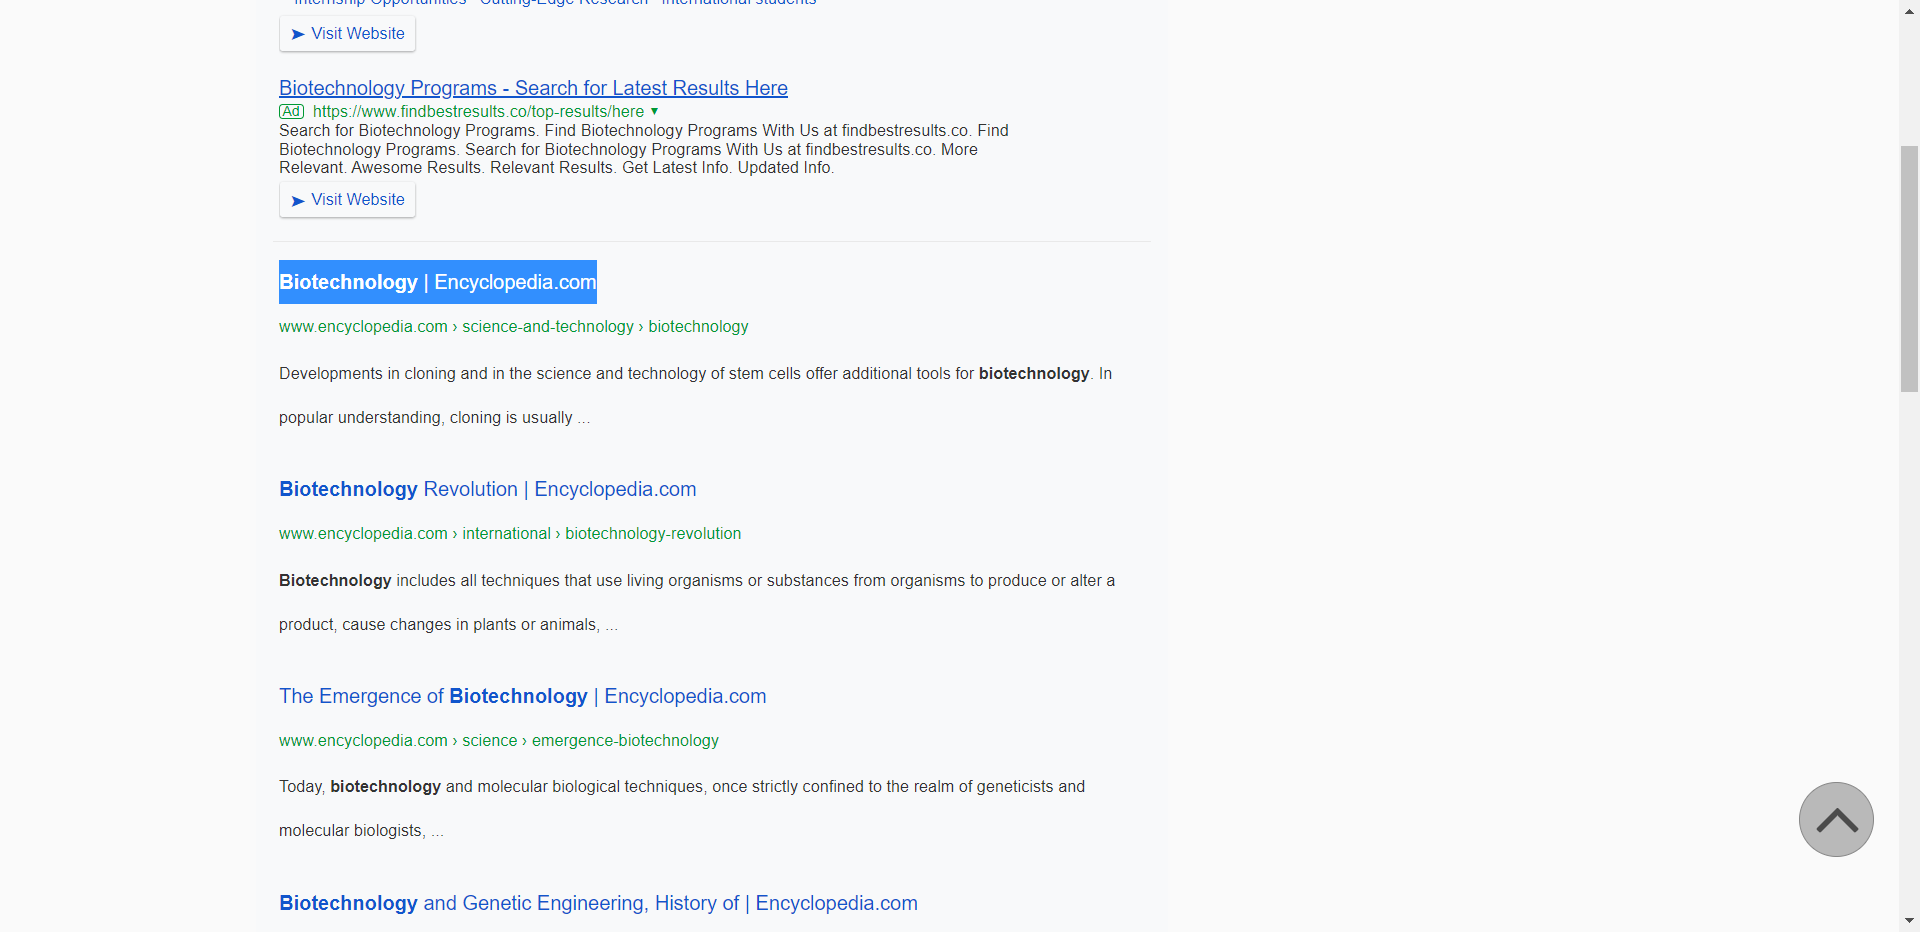 Internship Opportunities · Cutting-Edge Research · International students
➤ Visit Website
Biotechnology Programs - Search for Latest Results Here
Ad https://www.findbestresults.co/top-results/here ▼
Search for Biotechnology Programs. Find Biotechnology Programs With Us at findbestresults.co. Find
Biotechnology Programs. Search for Biotechnology Programs With Us at findbestresults.co. More
Relevant. Awesome Results. Relevant Results. Get Latest Info. Updated Info.
➤ Visit Website
Biotechnology | Encyclopedia.com
www.encyclopedia.com › science-and-technology › biotechnology
Developments in cloning and in the science and technology of stem cells offer additional tools for biotechnology. In
popular understanding, cloning is usually ...
Biotechnology Revolution | Encyclopedia.com
www.encyclopedia.com › international › biotechnology-revolution
Biotechnology includes all techniques that use living organisms or substances from organisms to produce or alter a
product, cause changes in plants or animals, ...
The Emergence of Biotechnology | Encyclopedia.com
www.encyclopedia.com › science › emergence-biotechnology
Today, biotechnology and molecular biological techniques, once strictly confined to the realm of geneticists and
molecular biologists, ...
Biotechnology and Genetic Engineering, History of | Encyclopedia.com